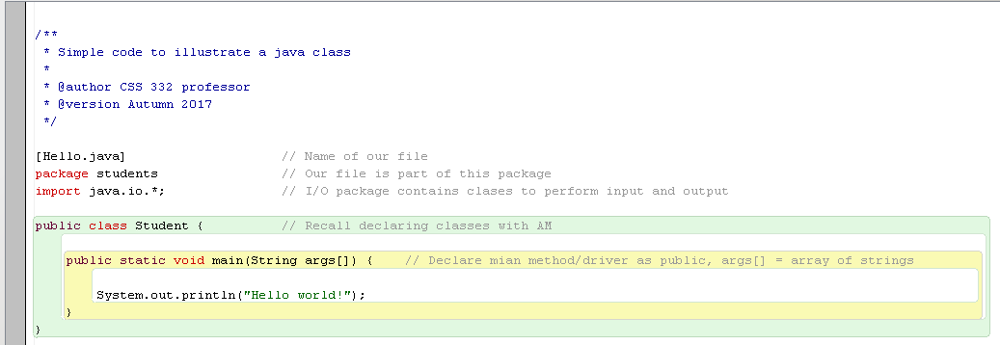 /**
* Simple code to illustrate a java class
*
* @author CSS 332 professor
* @version Autumn 2017
*/
[Hello.java] // Name of our file
package students // Our file is part of this package
import java.io.*; // I/O package contains clases to perform input and output
public class Student { // Recall declaring classes with AM
public static void main(String args[]) { // Declare mian method/driver as public, args[] = array of strings
System.out.println("Hello world!");
}
}